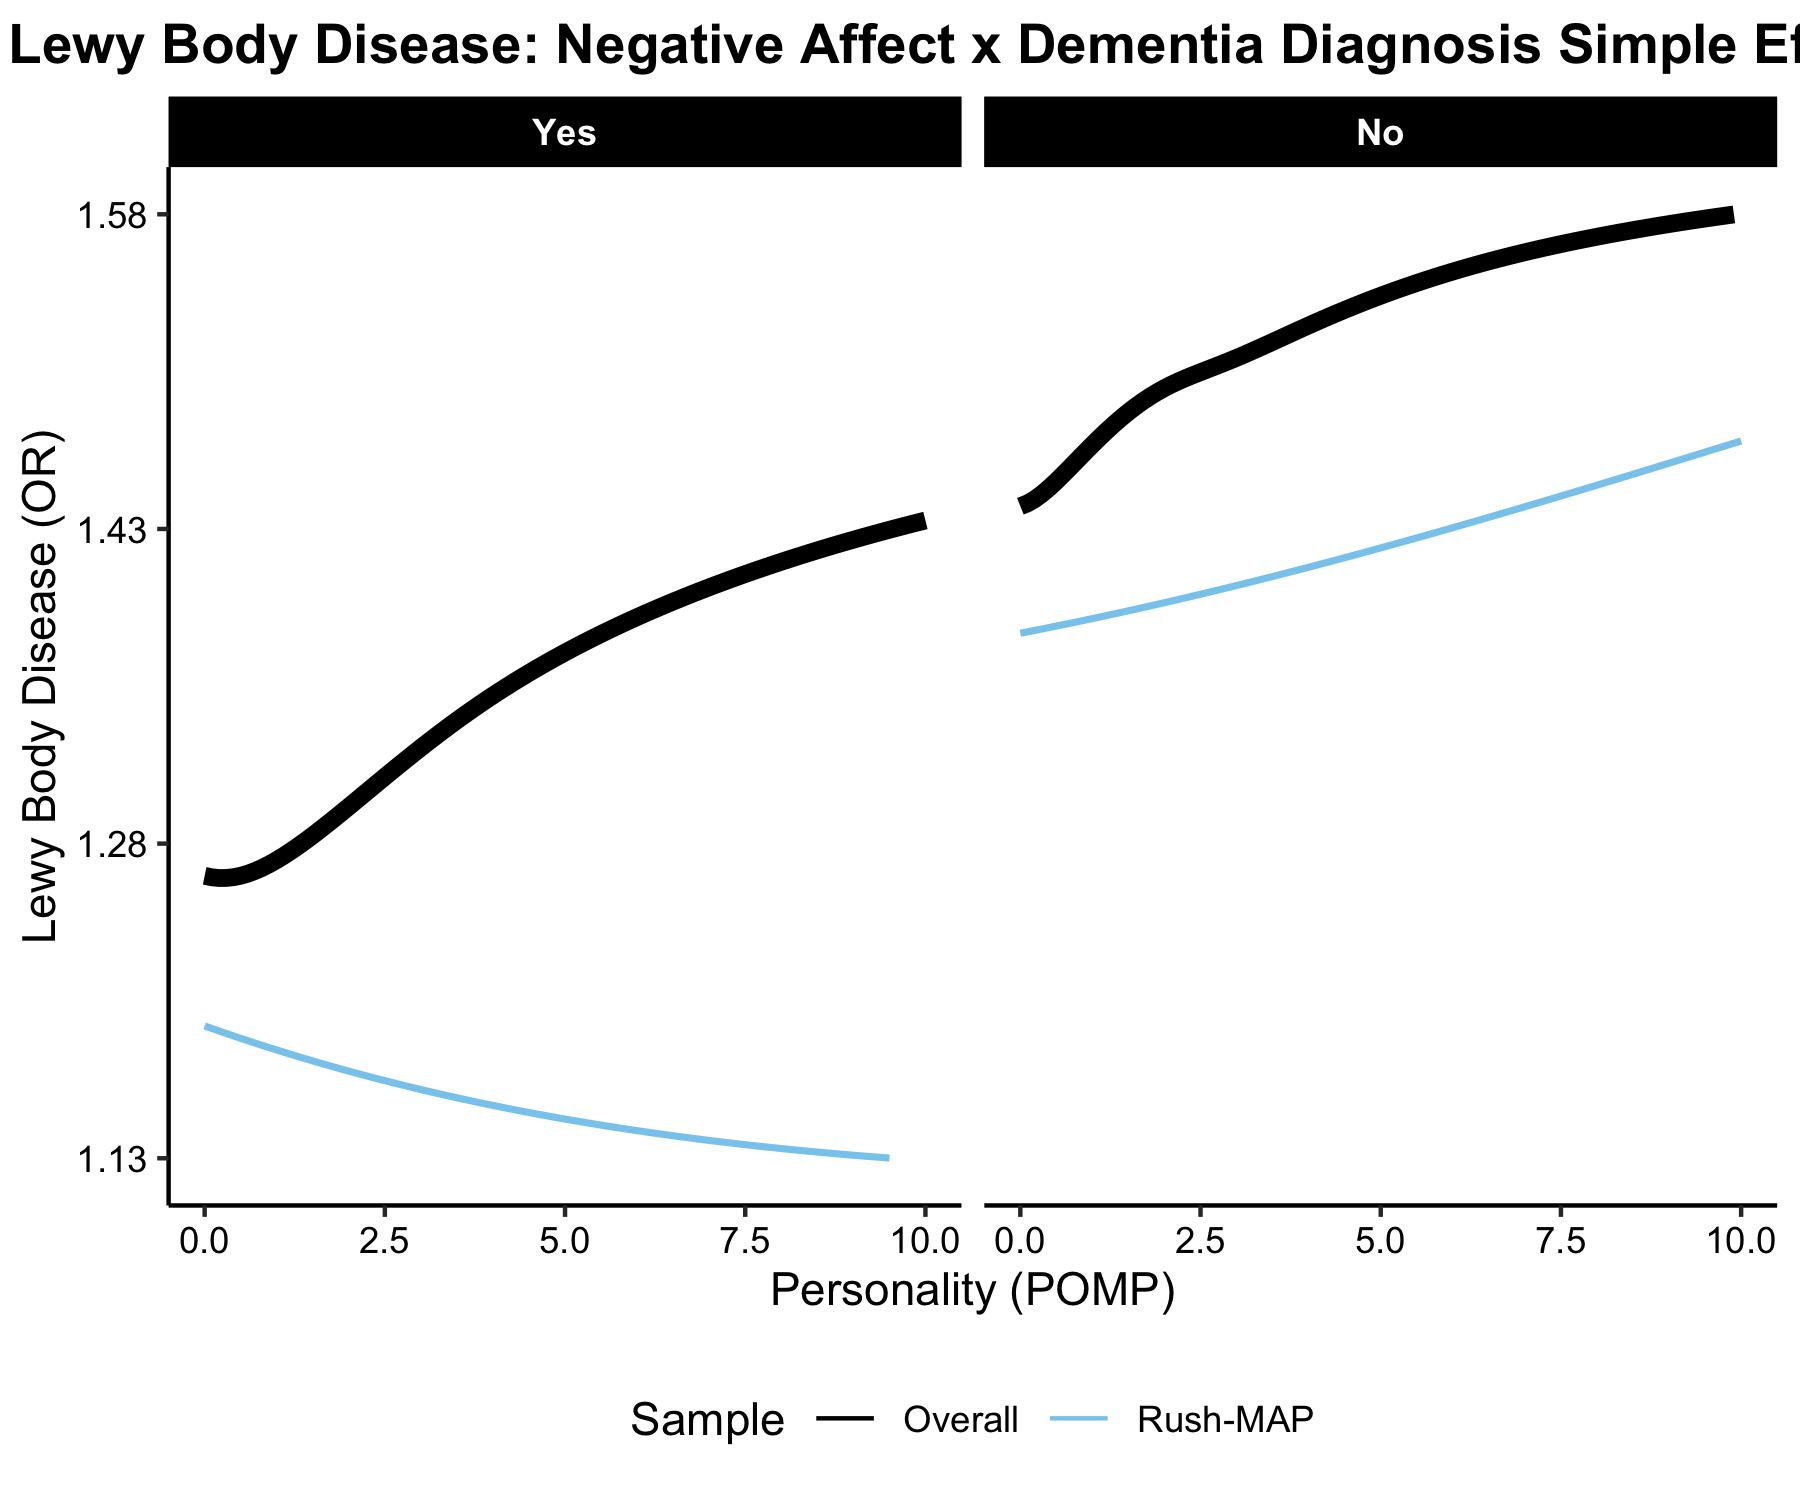 Lewy Body Disease: Negative Affect x Dementia Diagnosis Simple Ef
Yes
No
Lewy Body Disease (OR)
1.58
1.43
1.28
1.13
0.0 2.5 5.0 7.5 10.0 0.0 2.5 5.0 7.5 10.0
Personality (POMP)
Sample Overall Rush-MAP